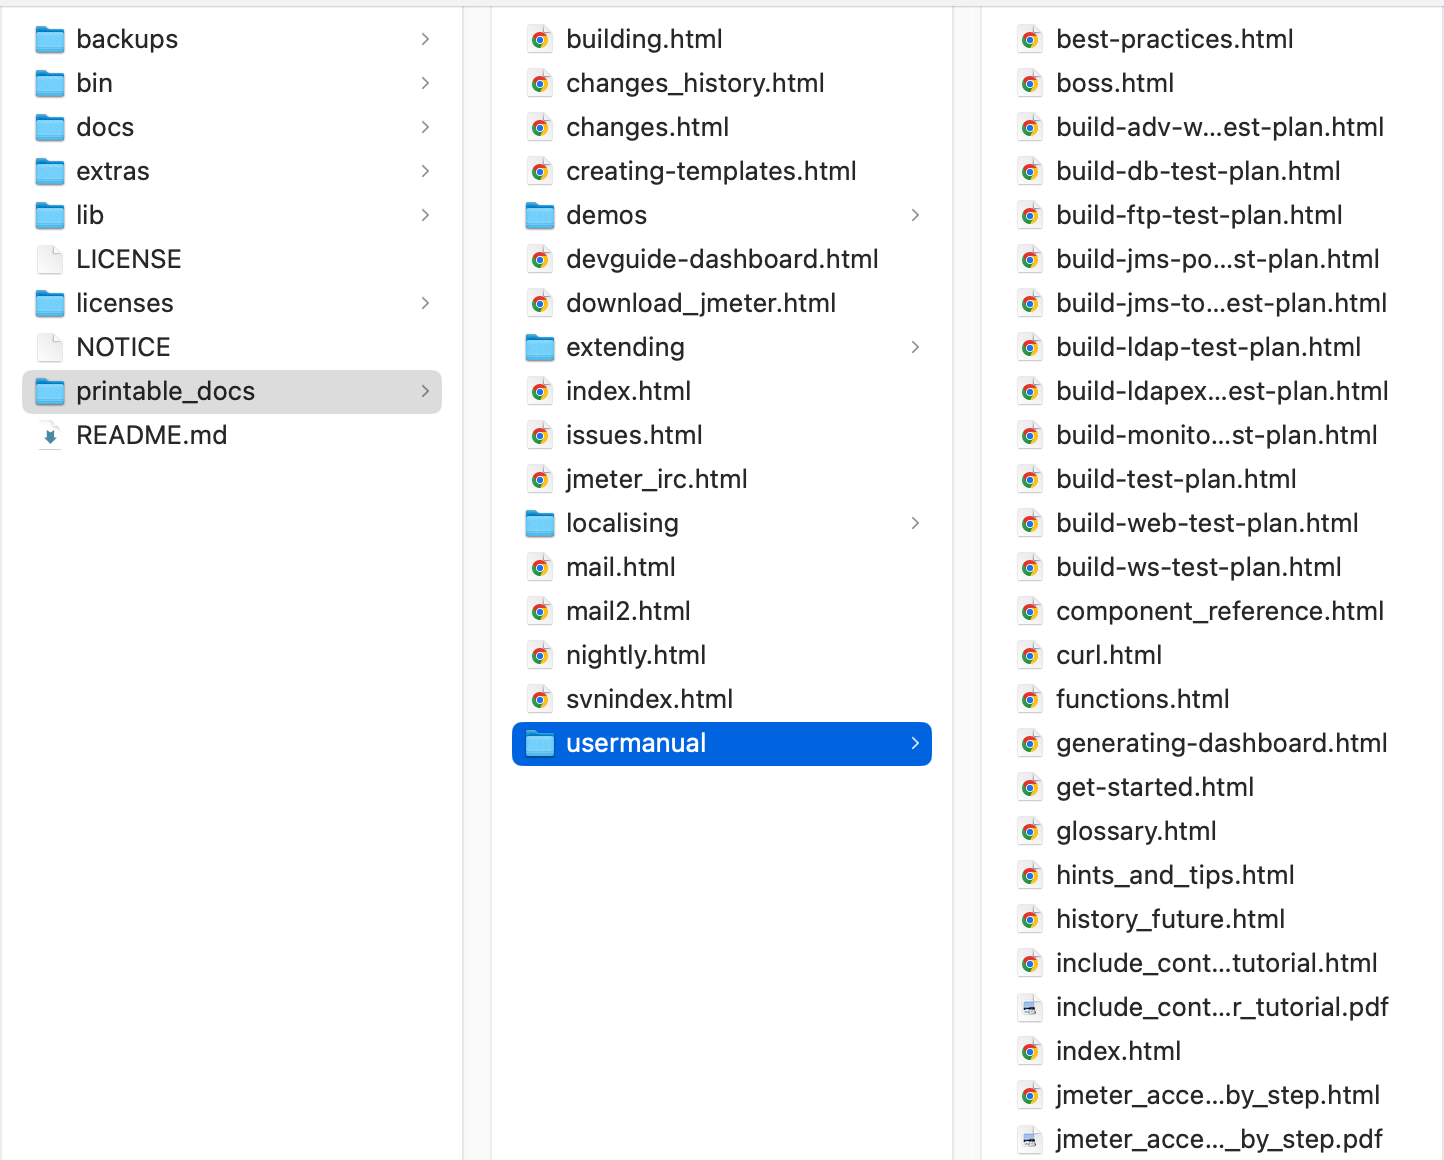 backups
bin
docs
extras
lib
LICENSE
licenses
NOTICE
printable_docs
README.md
building.html
changes_history.html
changes.html
creating-templates.html
demos
devguide-dashboard.html
download_jmeter.html
extending
index.html
issues.html
jmeter_irc.html
localising
mail.html
mail2.html
nightly.html
svnindex.html
usermanual
best-practices.html
boss.html
build-adv-w...est-plan.html
build-db-test-plan.html
build-ftp-test-plan.html
build-jms-po...st-plan.html
build-jms-to...est-plan.html
build-ldap-test-plan.html
build-ldapex...est-plan.html
build-monito...st-plan.html
build-test-plan.html
build-web-test-plan.html
build-ws-test-plan.html
component_reference.html
curl.html
functions.html
generating-dashboard.html
get-started.html
glossary.html
hints_and_tips.html
history_future.html
include_cont...tutorial.html
include_cont...r_tutorial.pdf
index.html
jmeter_acce...by_step.html
jmeter_acce..._by_step.pdf